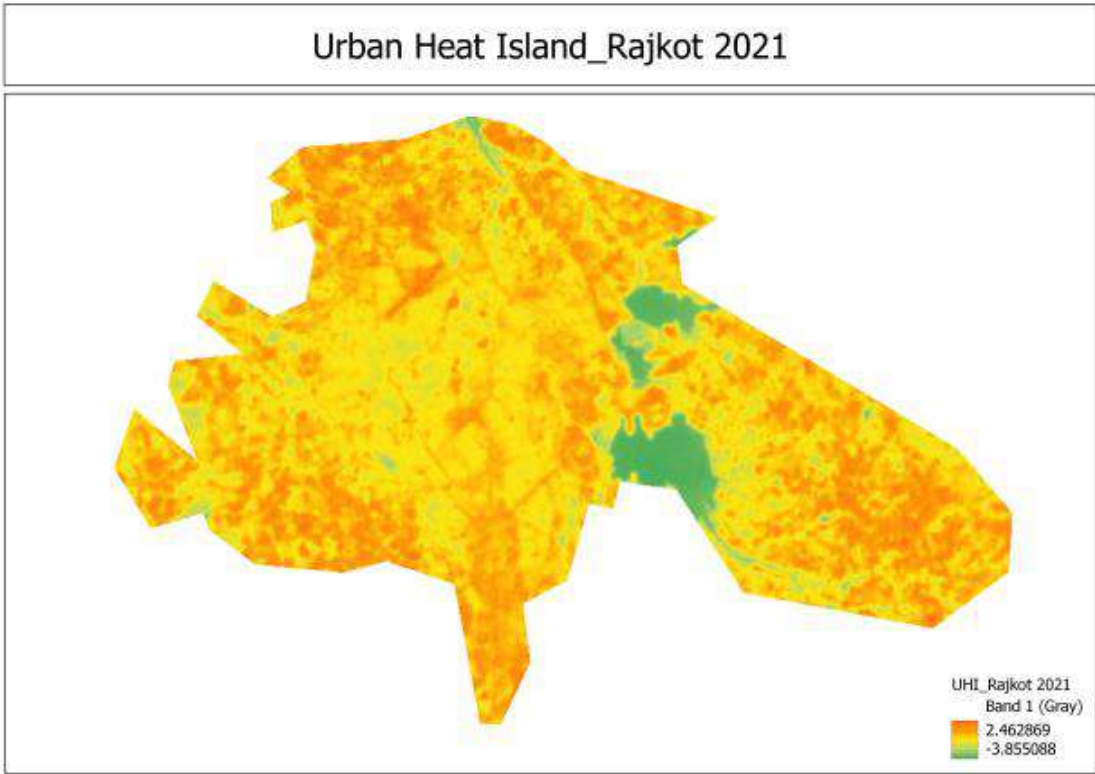 Urban Heat Island_Rajkot 2021
UHI_Rajkot 2021
Band 1 (Gray)
2.462869
-3.855088